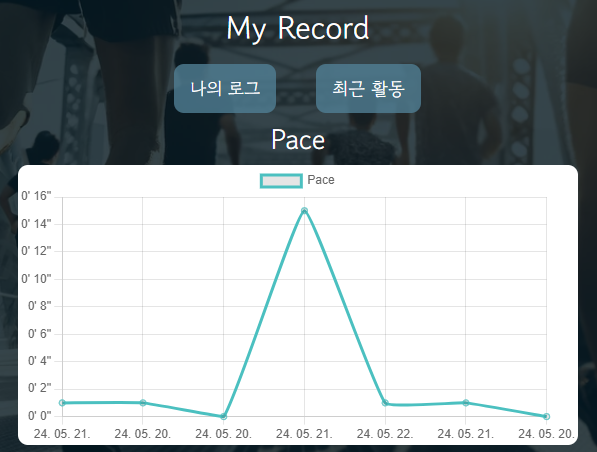 My Record
나의 로그 최근 활동
Pace
Pace
0' 16"
0' 14"
0' 12"
0' 10"
0' 8"
0' 6"
0' 4"
0' 2"
0' 0"
24. 05. 21. 24. 05. 20. 24. 05. 20. 24. 05. 21. 24. 05. 22. 24. 05. 21. 24. 05. 20.